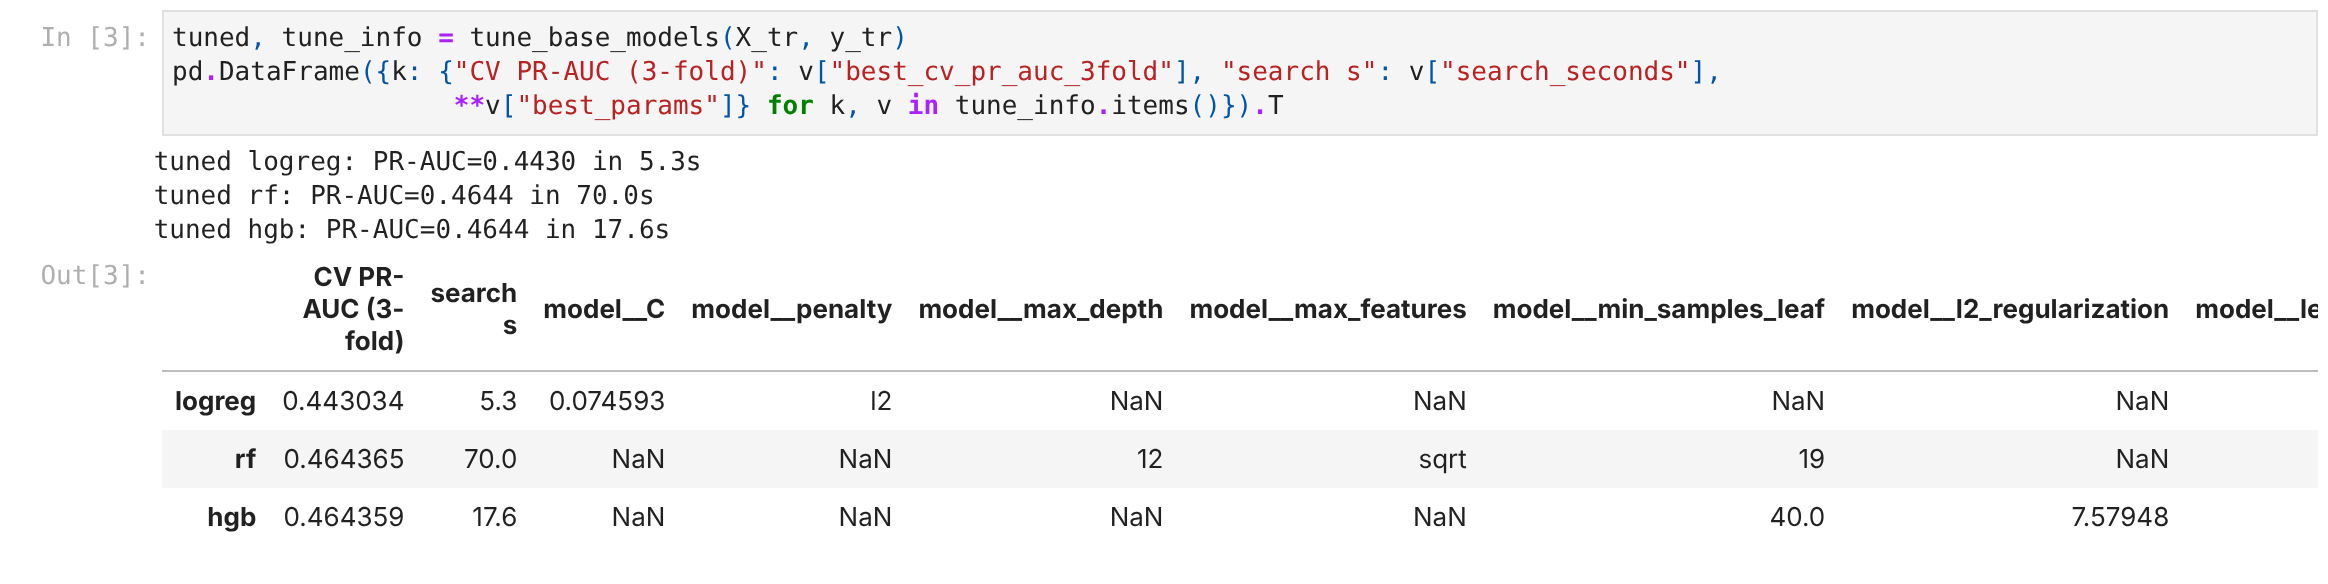 In [3]: tuned, tune_info = tune_base_models(X_tr, y_tr)
pd.DataFrame({k: {"CV PR-AUC (3-fold)": v["best_cv_pr_auc_3fold"], "search s": v["search_seconds"],
**v["best_params"]} for k, v in tune_info.items()}).T
tuned logreg: PR-AUC=0.4430 in 5.3s
tuned rf: PR-AUC=0.4644 in 70.0s
tuned hgb: PR-AUC=0.4644 in 17.6s
Out[3]:
CV PR-
AUC (3-
fold) search
s model__C model__penalty model__max_depth model__max_features model__min_samples_leaf model__l2_regularization model__le
logreg 0.443034 5.3 0.074593 l2 NaN NaN NaN NaN
rf 0.464365 70.0 NaN NaN 12 sqrt 19 NaN
hgb 0.464359 17.6 NaN NaN NaN NaN 40.0 7.57948